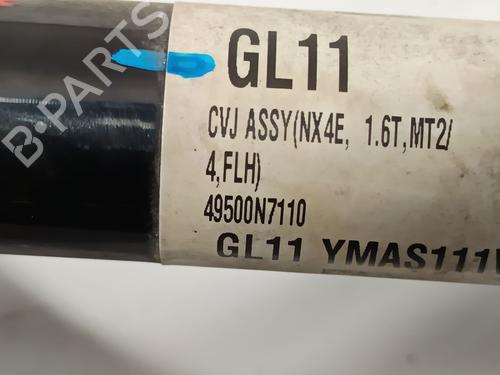 GL11
CVJ ASSY(NX4E, 1.6T,MT2/
4,FLH)
49500N7110
GL11 YMAS111
B-PARTS